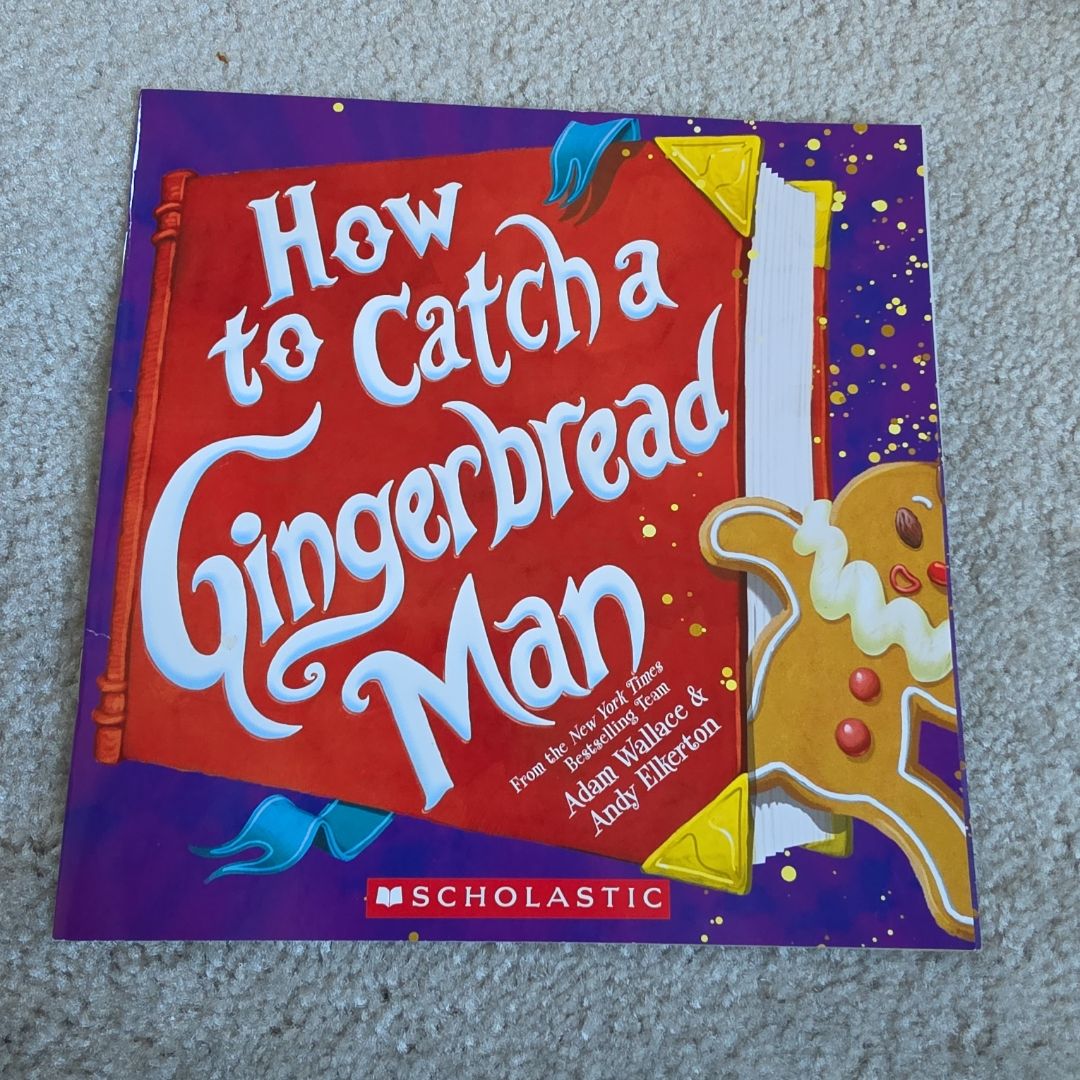 How
to Catch a
Gingerbread
Man
From the New York Times
Bestselling Team
Adam Wallace &
Andy Elkerton
SCHOLASTIC